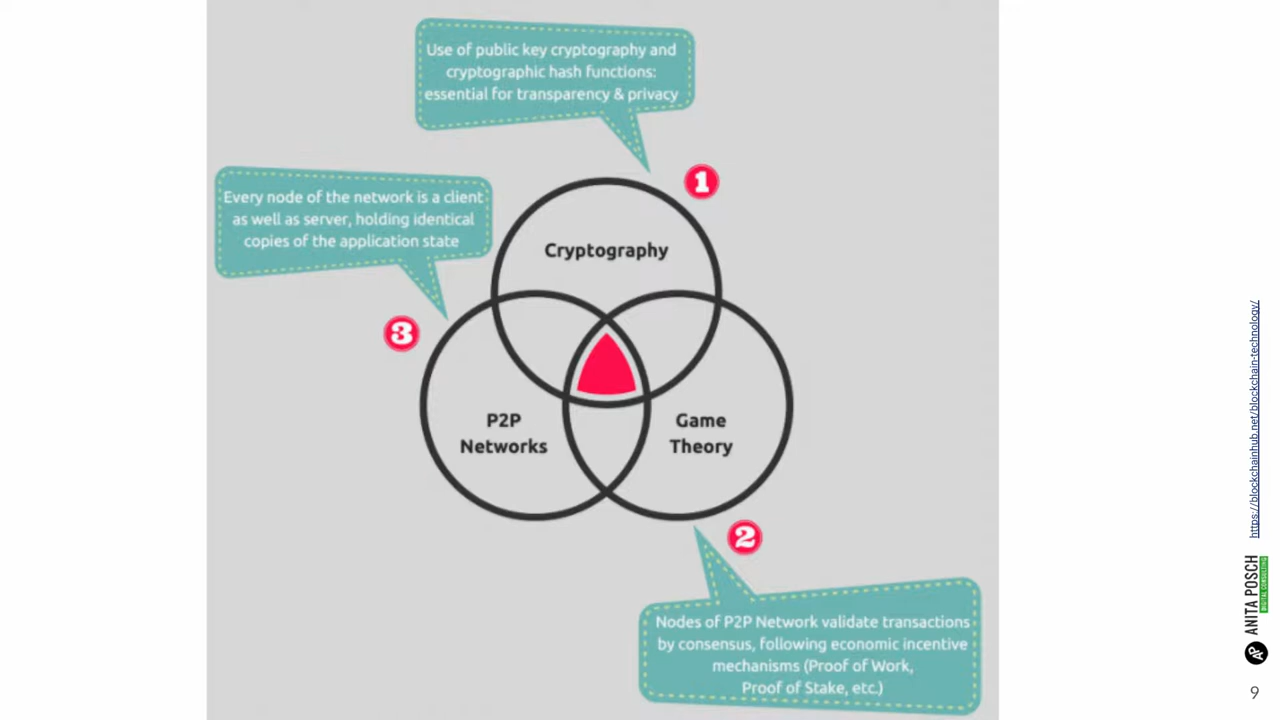 Use of public key cryptography and
cryptographic hash functions:
essential for transparency & privacy
1
Every node of the network is a client
as well as server, holding identical
copies of the application state
Cryptography
3
P2P
Networks
Game
Theory
2
Nodes of P2P Network validate transactions
by consensus, following economic incentive
mechanisms (Proof of Work,
Proof of Stake, etc.)
https://blockchainhub.net/blockchain-technology/
ANITA POSCH
DIGITAL CONSULTING
AP
9